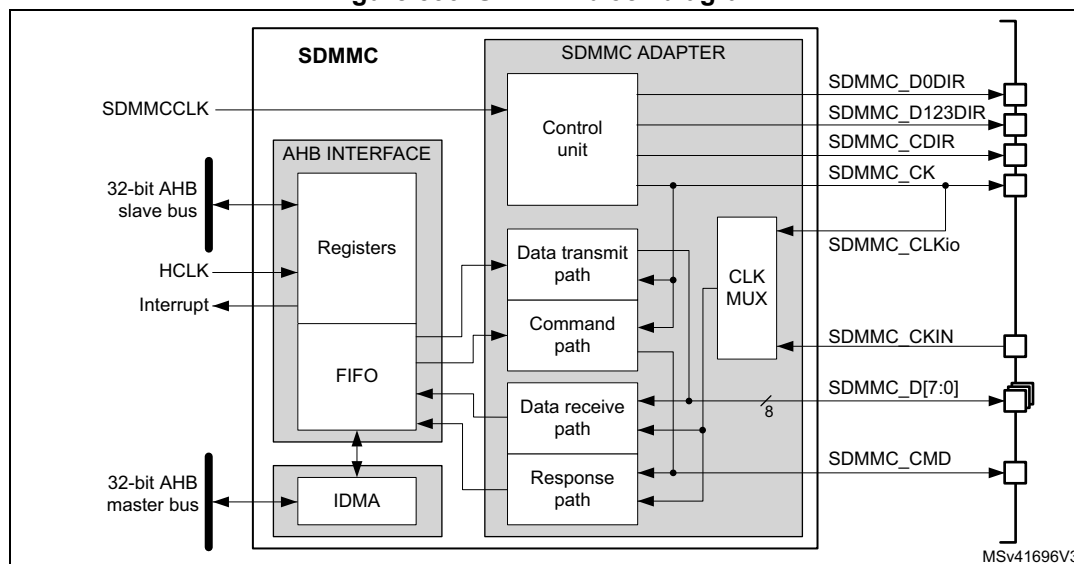 SDMMC
SDMMC ADAPTER
SDMMCCLK
Control
unit
SDMMC_D0DIR
SDMMC_D123DIR
SDMMC_CDIR
SDMMC_CK
AHB INTERFACE
32-bit AHB
slave bus
Registers
HCLK
Interrupt
Data transmit
path
Command
path
CLK
MUX
SDMMC_CLKio
SDMMC_CKIN
FIFO
Data receive
path
8
SDMMC_D[7:0]
Response
path
SDMMC_CMD
32-bit AHB
master bus
IDMA
MSv41696V3